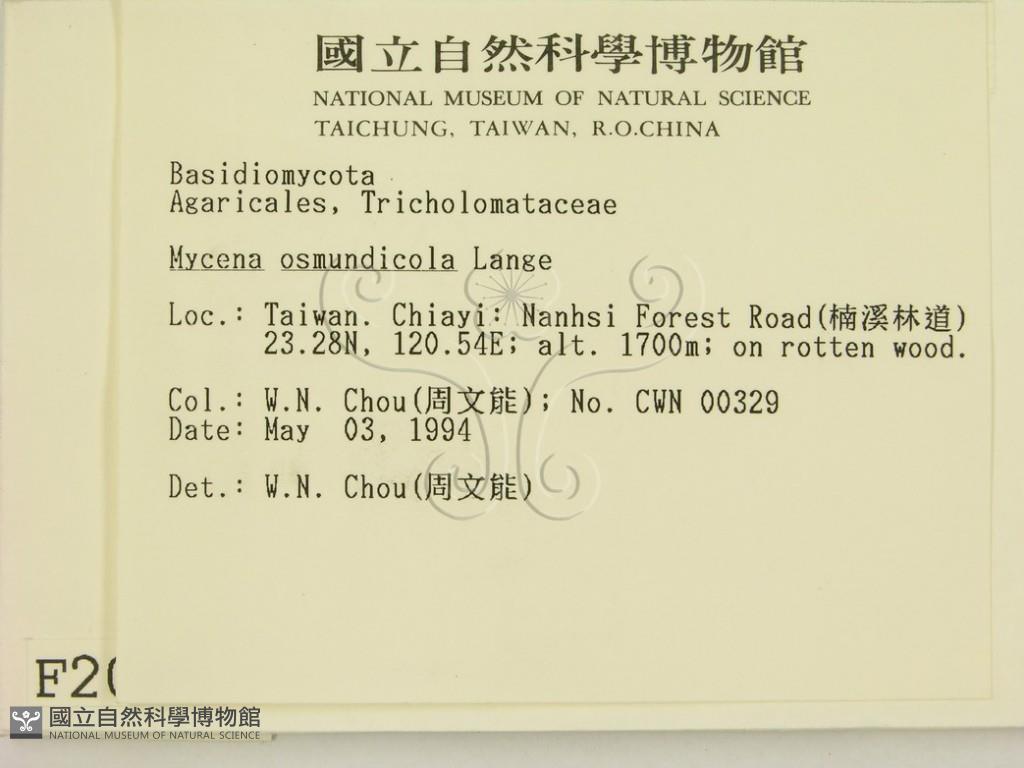 國立自然科學博物館
NATIONAL MUSEUM OF NATURAL SCIENCE
TAICHUNG, TAIWAN, R.O.CHINA
Basidiomycota
Agaricales, Tricholomataceae
Mycena osmundicola Lange
Loc.: Taiwan. Chiayi: Nanhsi Forest Road(楠溪林道)
23.28N, 120.54E; alt. 1700m; on rotten wood.
Col.: W.N. Chou(周文能); No. CWN 00329
Date: May 03, 1994
Det.: W.N. Chou(周文能)
F2
國立自然科學博物館
NATIONAL MUSEUM OF NATURAL SCIENCE